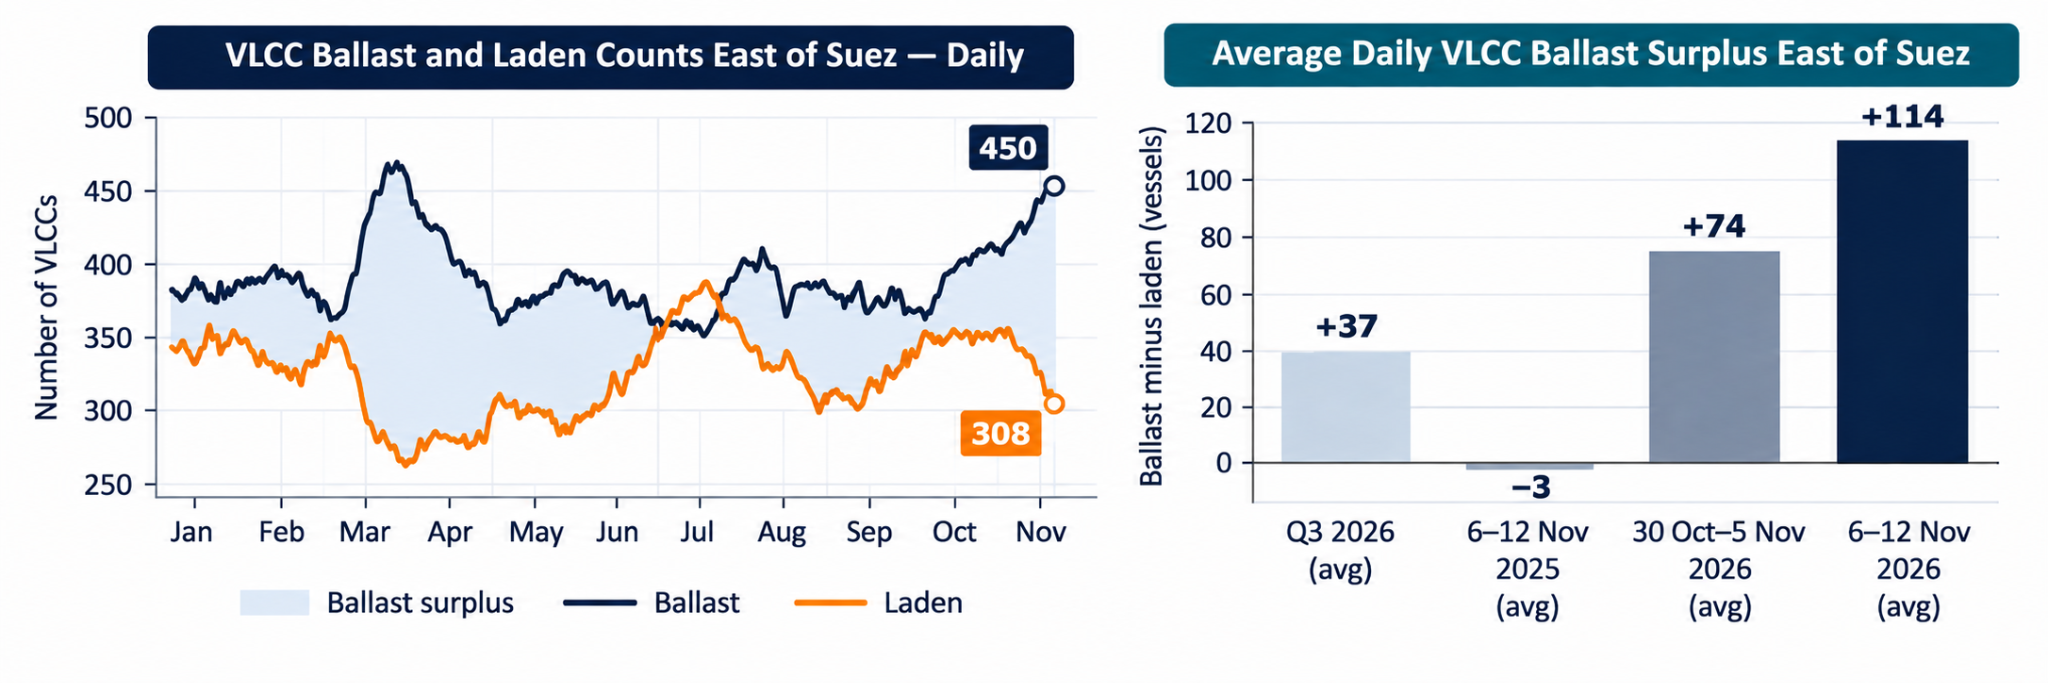 VLCC Ballast and Laden Counts East of Suez — Daily
Number of VLCCs
500
450
400
350
300
250
450
308
Jan Feb Mar Apr May Jun Jul Aug Sep Oct Nov
Ballast surplus Ballast Laden
Average Daily VLCC Ballast Surplus East of Suez
Ballast minus laden (vessels)
120
100
80
60
40
20
0
+37
−3
+74
+114
Q3 2026
(avg)
6–12 Nov
2025
(avg)
30 Oct–5 Nov
2026
(avg)
6–12 Nov
2026
(avg)